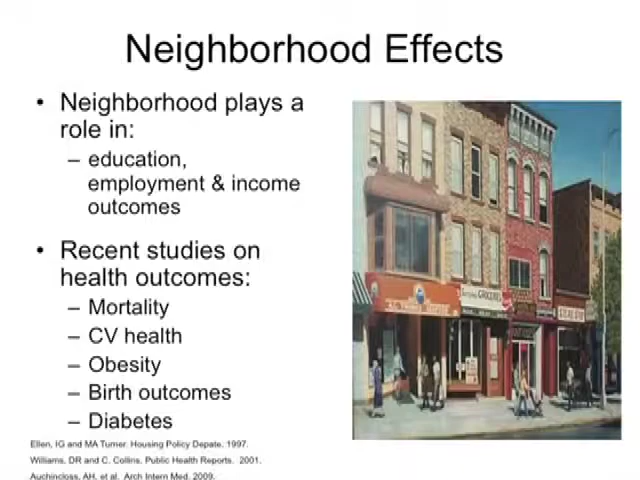 Neighborhood Effects
• Neighborhood plays a
role in:
– education,
employment & income
outcomes
• Recent studies on
health outcomes:
– Mortality
– CV health
– Obesity
– Birth outcomes
– Diabetes
GROCERIES
Ellen, IG and MA Turner. Housing Policy Depate. 1997.
Williams, DR and C. Collins. Public Health Reports. 2001.
Auchincloss, AH, et al. Arch Intern Med. 2009.